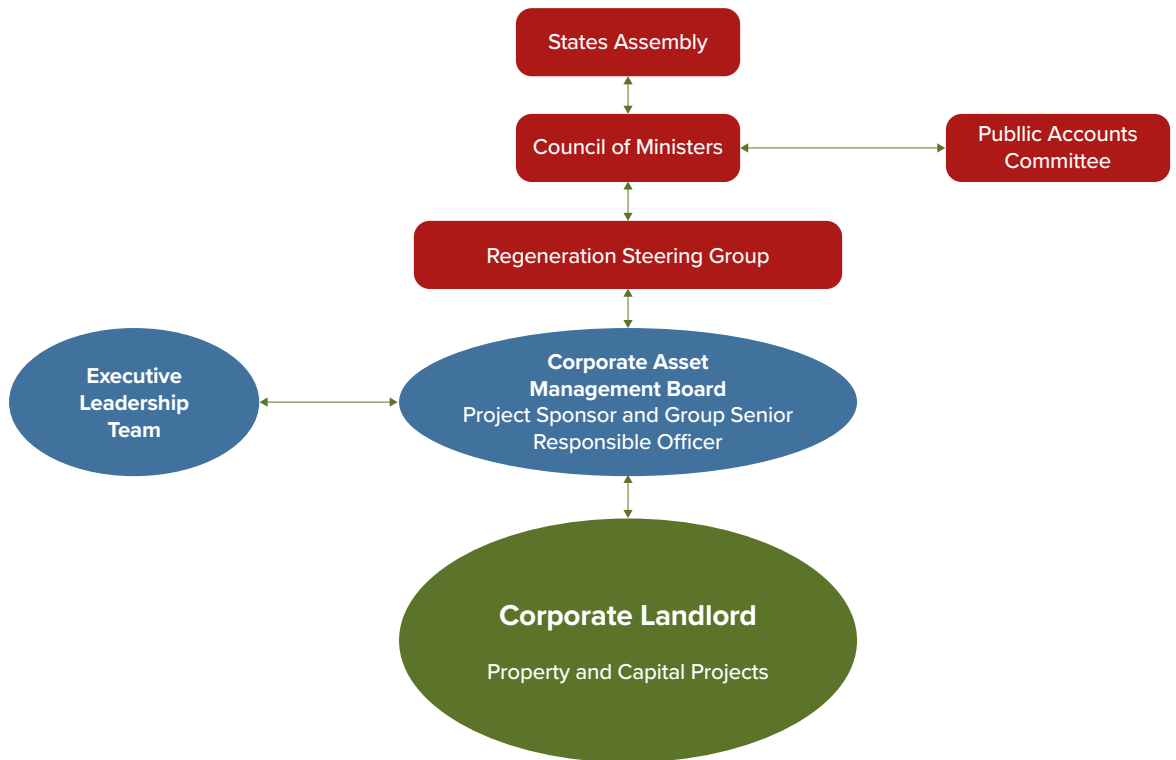 States Assembly
Council of Ministers
Publlic Accounts
Committee
Regeneration Steering Group
Executive
Leadership
Team
Corporate Asset
Management Board
Project Sponsor and Group Senior
Responsible Officer
Corporate Landlord
Property and Capital Projects